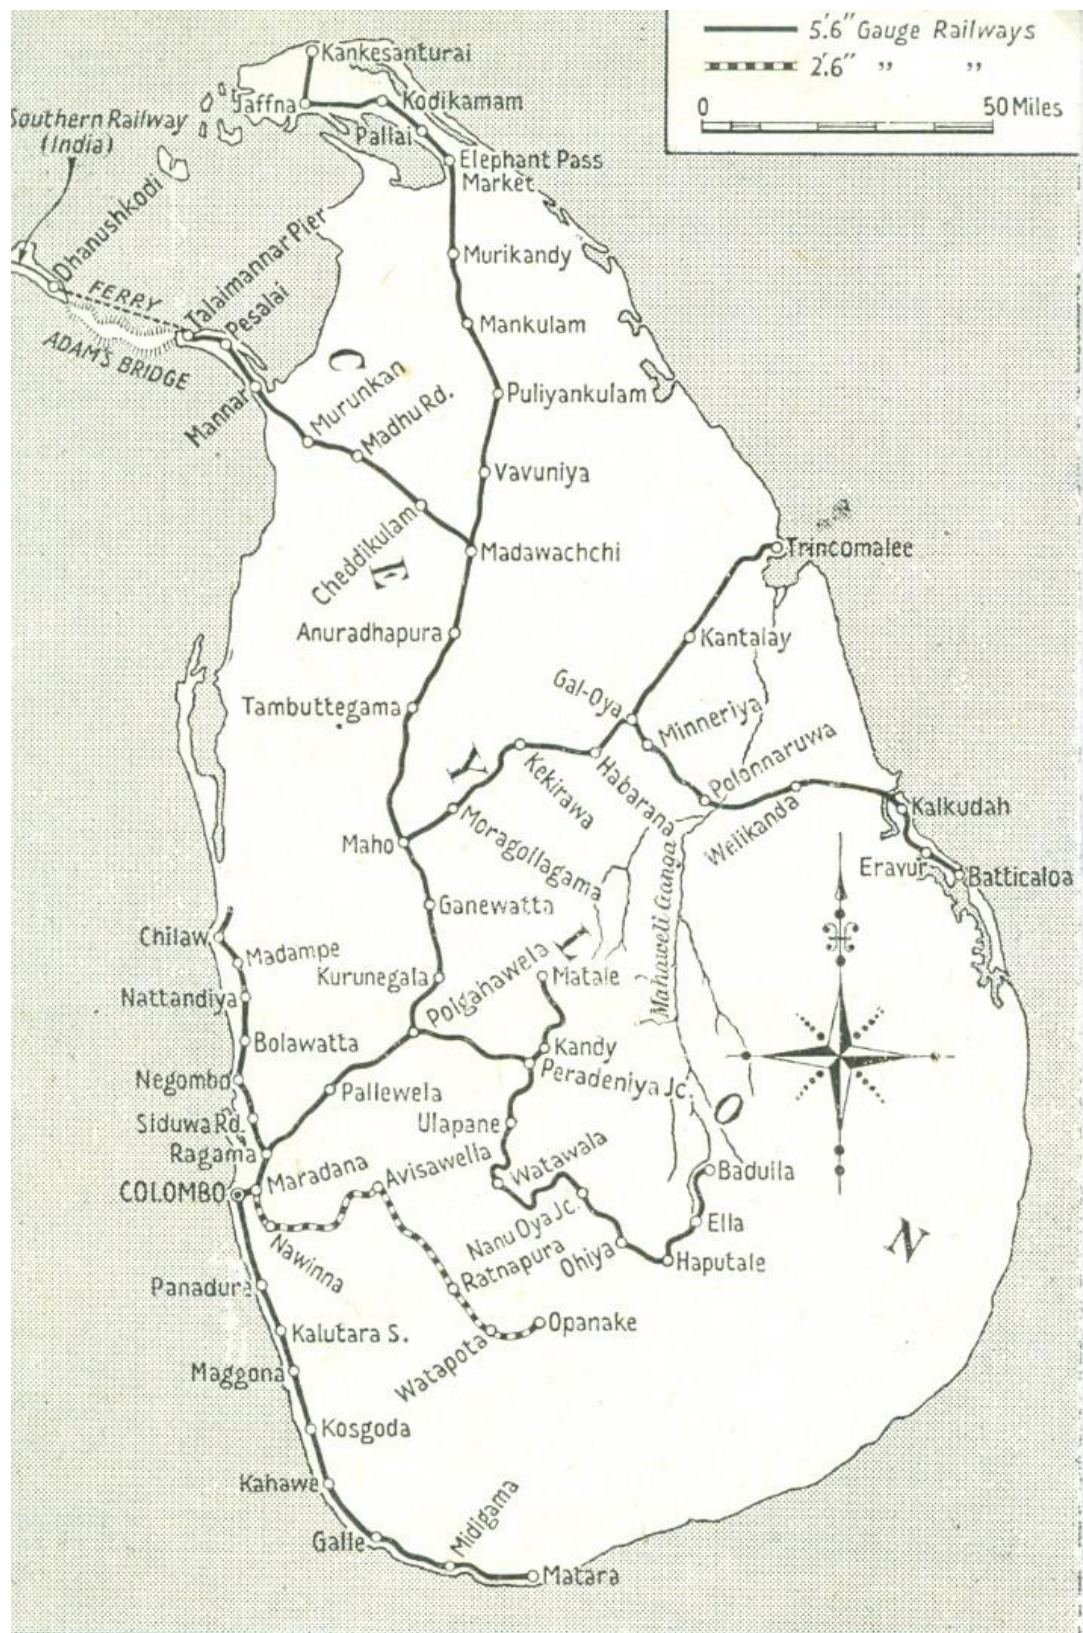 5'.6" Gauge Railways
2'.6" " "
0 50 Miles
Kankesanturai
Jaffna
Kodikamam
Southern Railway
(India)
Pallai
Elephant Pass
Market
Dhanushkodi
Talaimannar Pier
Murikandy
FERRY
Pesalai
Mankulam
ADAM'S BRIDGE
C
Mannar
Murunkan
Madhu Rd.
Puliyankulam
Vavuniya
Cheddikulam
Madawachchi
Trincomalee
E
Anuradhapura
Kantalay
Gal-Oya
Tambuttegama
Minneriya
Y
Kekirawa
Habarana
Polonnaruwa
Welikanda
Kalkudah
Maho
Moragollagama
Eravur
Batticaloa
Ganewatta
Mahaweli Ganga
Chilaw
Madampe
L
Kurunegala
Polgahawela
Matale
Nattandiya
Bolawatta
Kandy
Peradeniya Jc.
Negombo
Pallewela
Siduwa Rd.
Ulapane
O
Ragama
Maradana
Avisawella
Watawala
Badulla
COLOMBO
Nanu Oya Jc.
Ella
Nawinna
Ratnapura
Ohiya
Haputale
N
Panadura
Opanake
Kalutara S.
Watapota
Maggona
Kosgoda
Kahawe
Galle
Midigama
Matara